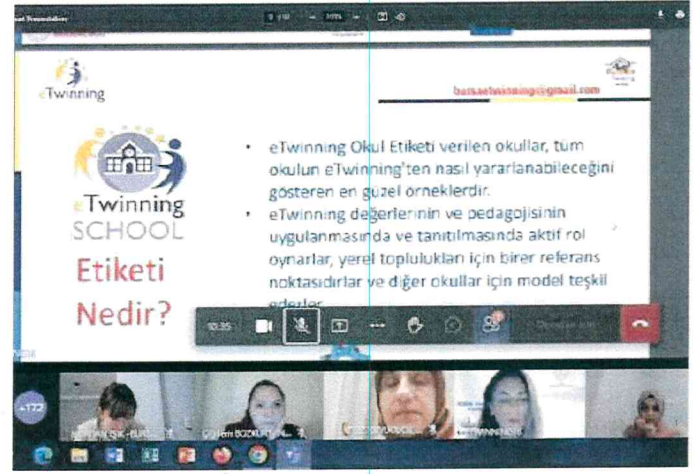 eTwinning
bursaetwinning@gmail.com
eTwinning
SCHOOL
Etiketi
Nedir?
• eTwinning Okul Etiketi verilen okullar, tüm
okulun eTwinning'ten nasıl yararlanabileceğini
gösteren en güzel örneklerdir.
• eTwinning değerlerinin ve pedagojisinin
uygulanmasında ve tanıtılmasında aktif rol
oynarlar, yerel toplulukları için birer referans
noktasıdırlar ve diğer okullar için model teşkil
ederler
10:35
+172